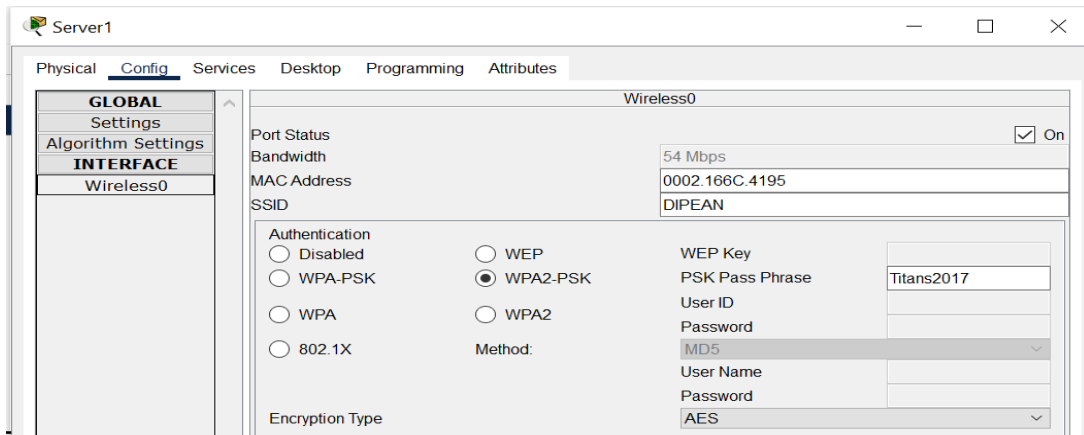 Server1
Physical Config Services Desktop Programming Attributes
GLOBAL
Settings
Algorithm Settings
INTERFACE
Wireless0
Wireless0
Port Status On
Bandwidth 54 Mbps
MAC Address 0002.166C.4195
SSID DIPEAN
Authentication
Disabled WEP WEP Key
WPA-PSK WPA2-PSK PSK Pass Phrase Titans2017
User ID
WPA WPA2
Password
802.1X Method: MD5
User Name
Password
Encryption Type AES